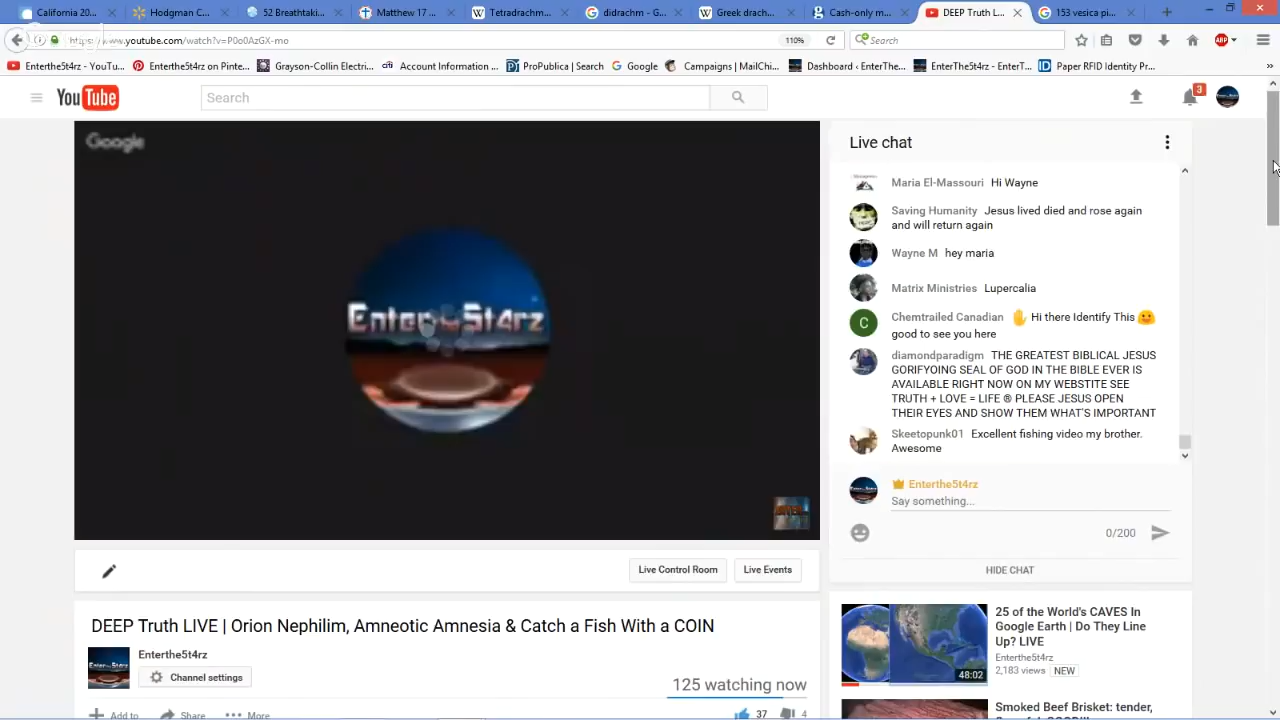 California 20...
Hodgman C...
52 Breathtaki...
Matthew 17 ...
Tetradrachm...
didachm - G...
Greek drach...
Cash-only m...
DEEP Truth L...
153 vesica p...
https://www.youtube.com/watch?v=P0o0AzGX-mo
110%
Search
ABP
Enterthe5t4rz - YouTu...
Enterthe5t4rz on Pinte...
Grayson-Collin Electri...
Account Information ...
ProPublica | Search
Google
Campaigns | MailChi...
Dashboard ‹ EnterThe...
EnterThe5t4rz - EnterT...
Paper RFID Identity Pr...
YouTube
Search
3
Google
Enter the 5t4rz
Live chat
Maria El-Massouri Hi Wayne
Saving Humanity Jesus lived died and rose again
and will return again
Wayne M hey maria
Matrix Ministries Lupercalia
C
Chemtrailed Canadian ✋ Hi there Identify This 😃
good to see you here
diamondparadigm THE GREATEST BIBLICAL JESUS
GORIFYOING SEAL OF GOD IN THE BIBLE EVER IS
AVAILABLE RIGHT NOW ON MY WEBSTITE SEE
TRUTH + LOVE = LIFE ® PLEASE JESUS OPEN
THEIR EYES AND SHOW THEM WHAT'S IMPORTANT
Skeetopunk01 Excellent fishing video my brother.
Awesome
Enterthe5t4rz
Say something...
0/200
HIDE CHAT
Live Control Room
Live Events
DEEP Truth LIVE | Orion Nephilim, Amneotic Amnesia & Catch a Fish With a COIN
Enterthe5t4rz
Channel settings
125 watching now
Add to
Share
More
37
4
25 of the World's CAVES In
Google Earth | Do They Line
Up? LIVE
Enterthe5t4rz
2,183 views NEW
48:02
Smoked Beef Brisket: tender,